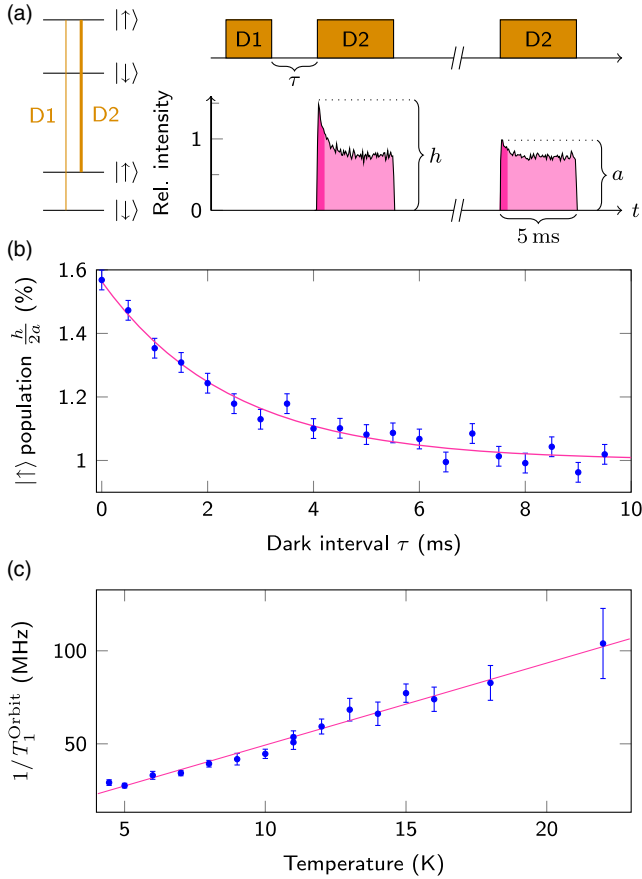 (a)
|↑⟩
|↓⟩
D1
D2
|↑⟩
|↓⟩
D1
D2
D2
τ
Rel. intensity
1
0
h
a
t
5 ms
(b)
|↑⟩ population h/2a (%)
1.6
1.4
1.2
1
0
2
4
6
8
10
Dark interval τ (ms)
(c)
1/T₁ᴼʳᵇⁱᵗ (MHz)
100
50
5
10
15
20
Temperature (K)